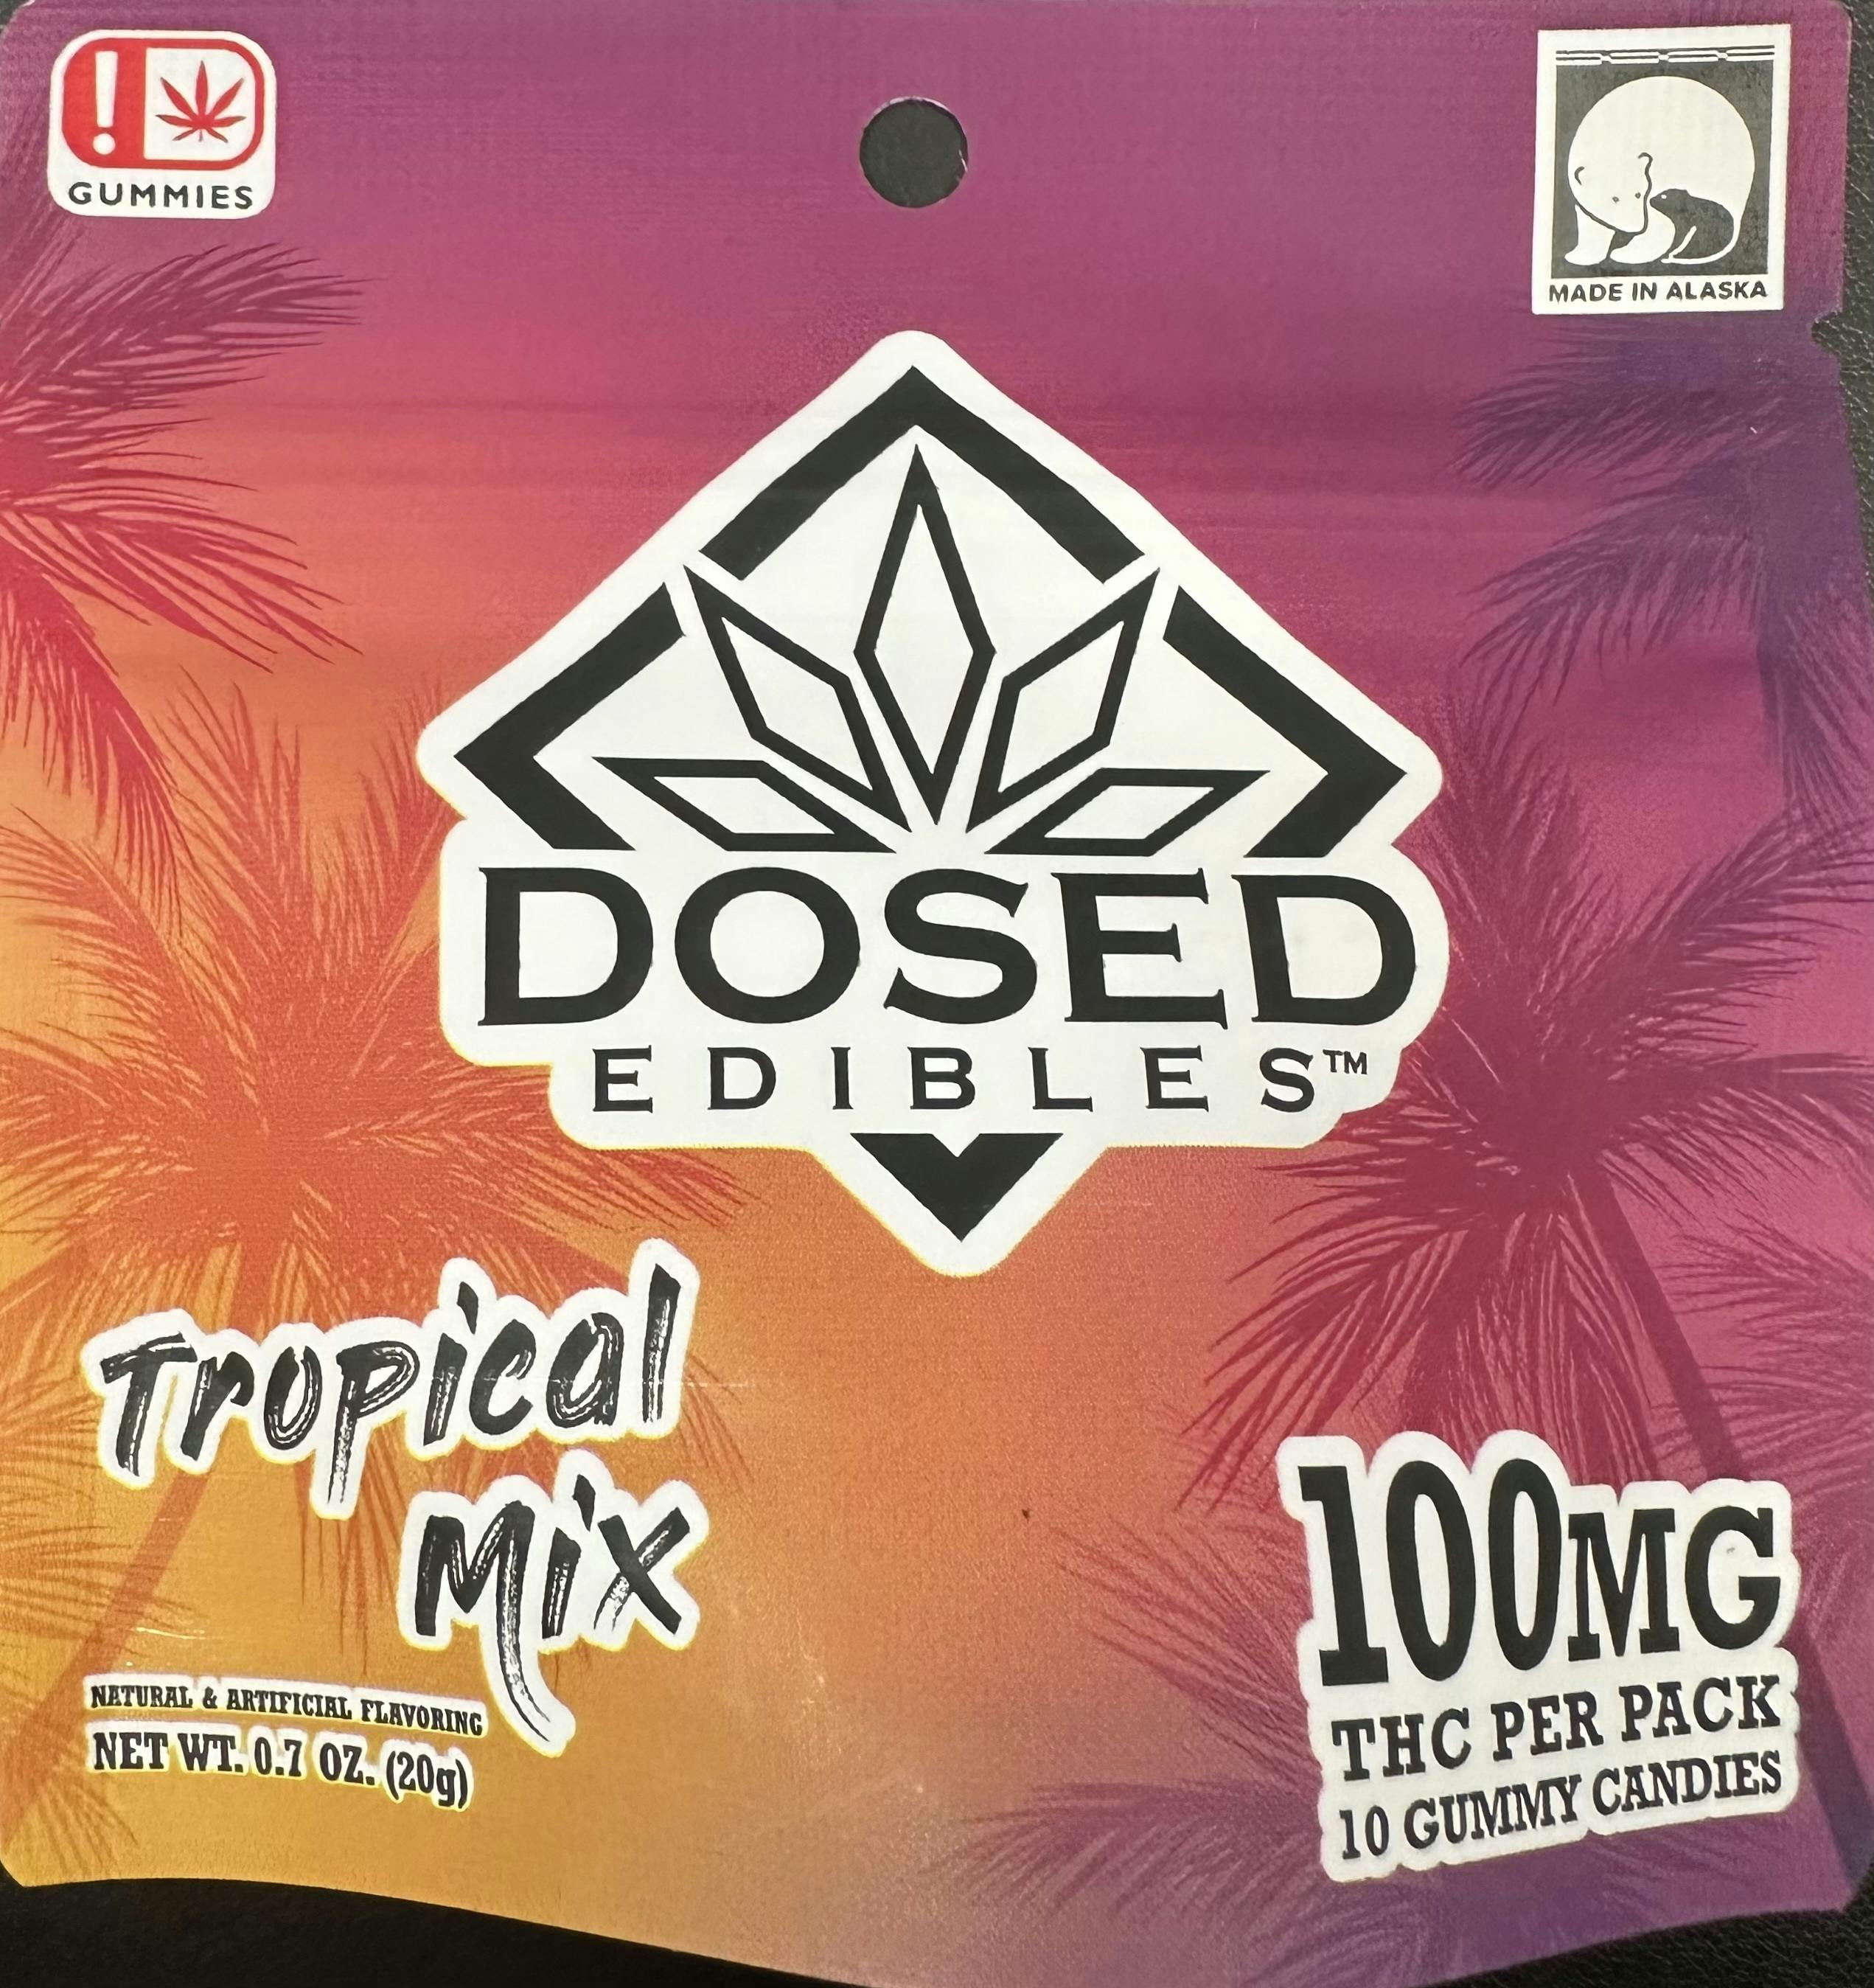 !
GUMMIES
MADE IN ALASKA
DOSED
EDIBLES™
Tropical
Mix
NATURAL & ARTIFICIAL FLAVORING
NET WT. 0.7 OZ. (20g)
100MG
THC PER PACK
10 GUMMY CANDIES